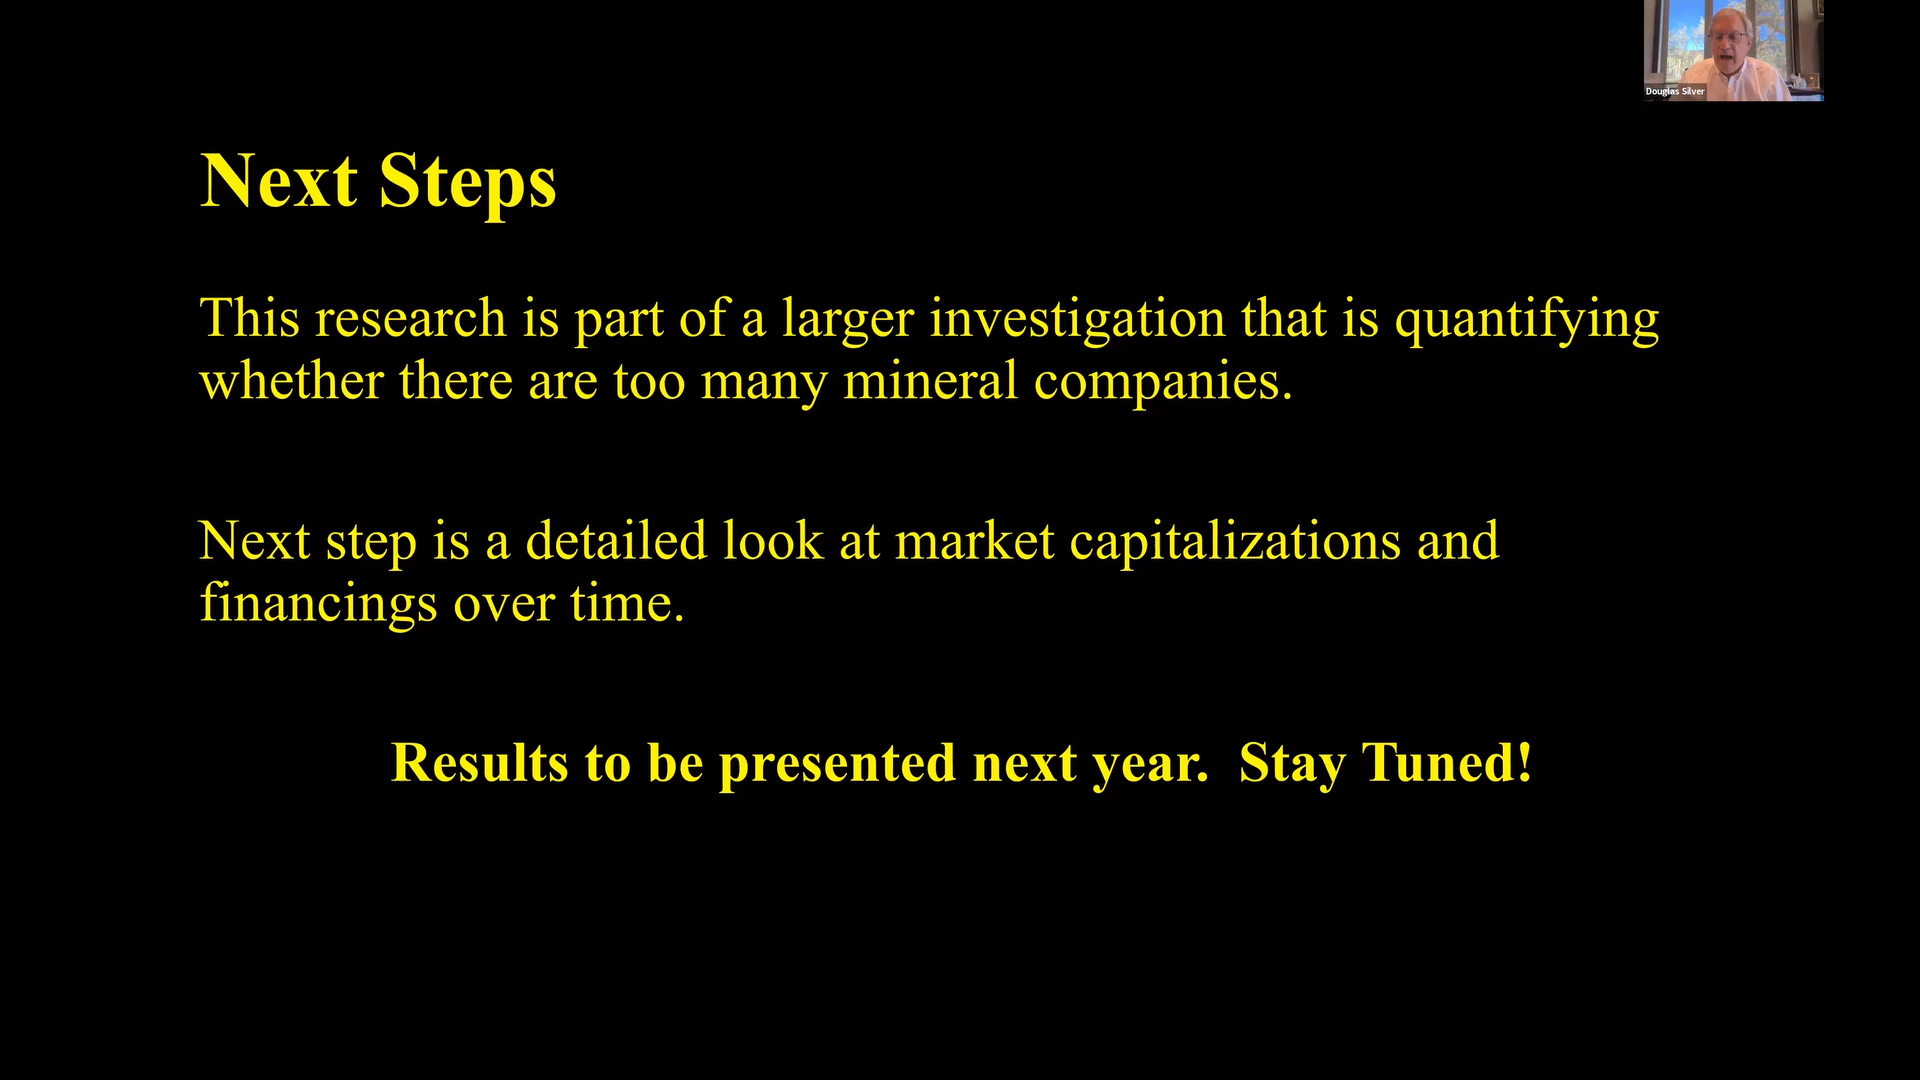 Douglas Silver
Next Steps
This research is part of a larger investigation that is quantifying
whether there are too many mineral companies.
Next step is a detailed look at market capitalizations and
financings over time.
Results to be presented next year.  Stay Tuned!